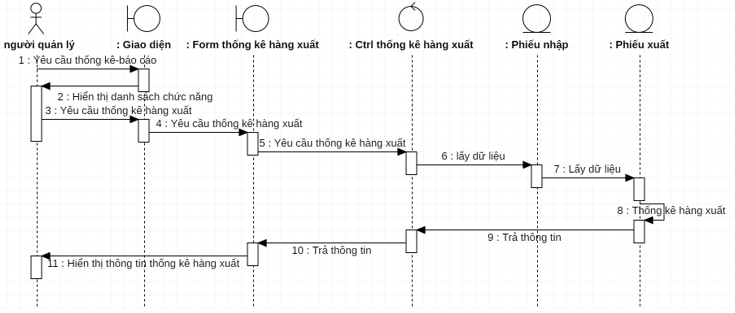 người quản lý
: Giao diện
: Form thống kê hàng xuất
: Ctrl thống kê hàng xuất
: Phiếu nhập
: Phiếu xuất
1 : Yêu cầu thống kê-báo cáo
2 : Hiển thị danh sách chức năng
3 : Yêu cầu thống kê hàng xuất
4 : Yêu cầu thống kê hàng xuất
5 : Yêu cầu thống kê hàng xuất
6 : lấy dữ liệu
7 : Lấy dữ liệu
8 : Thống kê hàng xuất
9 : Trả thông tin
10 : Trả thông tin
11 : Hiển thị thông tin thống kê hàng xuất